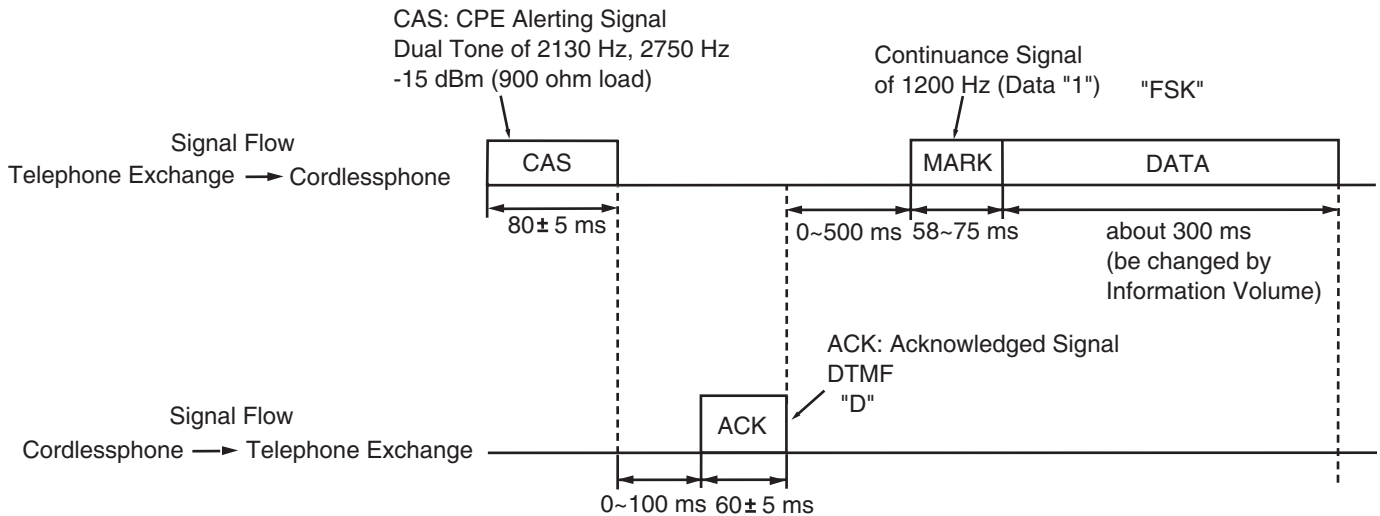 CAS: CPE Alerting Signal
Dual Tone of 2130 Hz, 2750 Hz
-15 dBm (900 ohm load)
Continuance Signal
of 1200 Hz (Data "1")
"FSK"
Signal Flow
Telephone Exchange → Cordlessphone
CAS
MARK
DATA
80± 5 ms
0~500 ms
58~75 ms
about 300 ms
(be changed by
Information Volume)
ACK: Acknowledged Signal
DTMF
"D"
Signal Flow
Cordlessphone → Telephone Exchange
ACK
0~100 ms
60± 5 ms